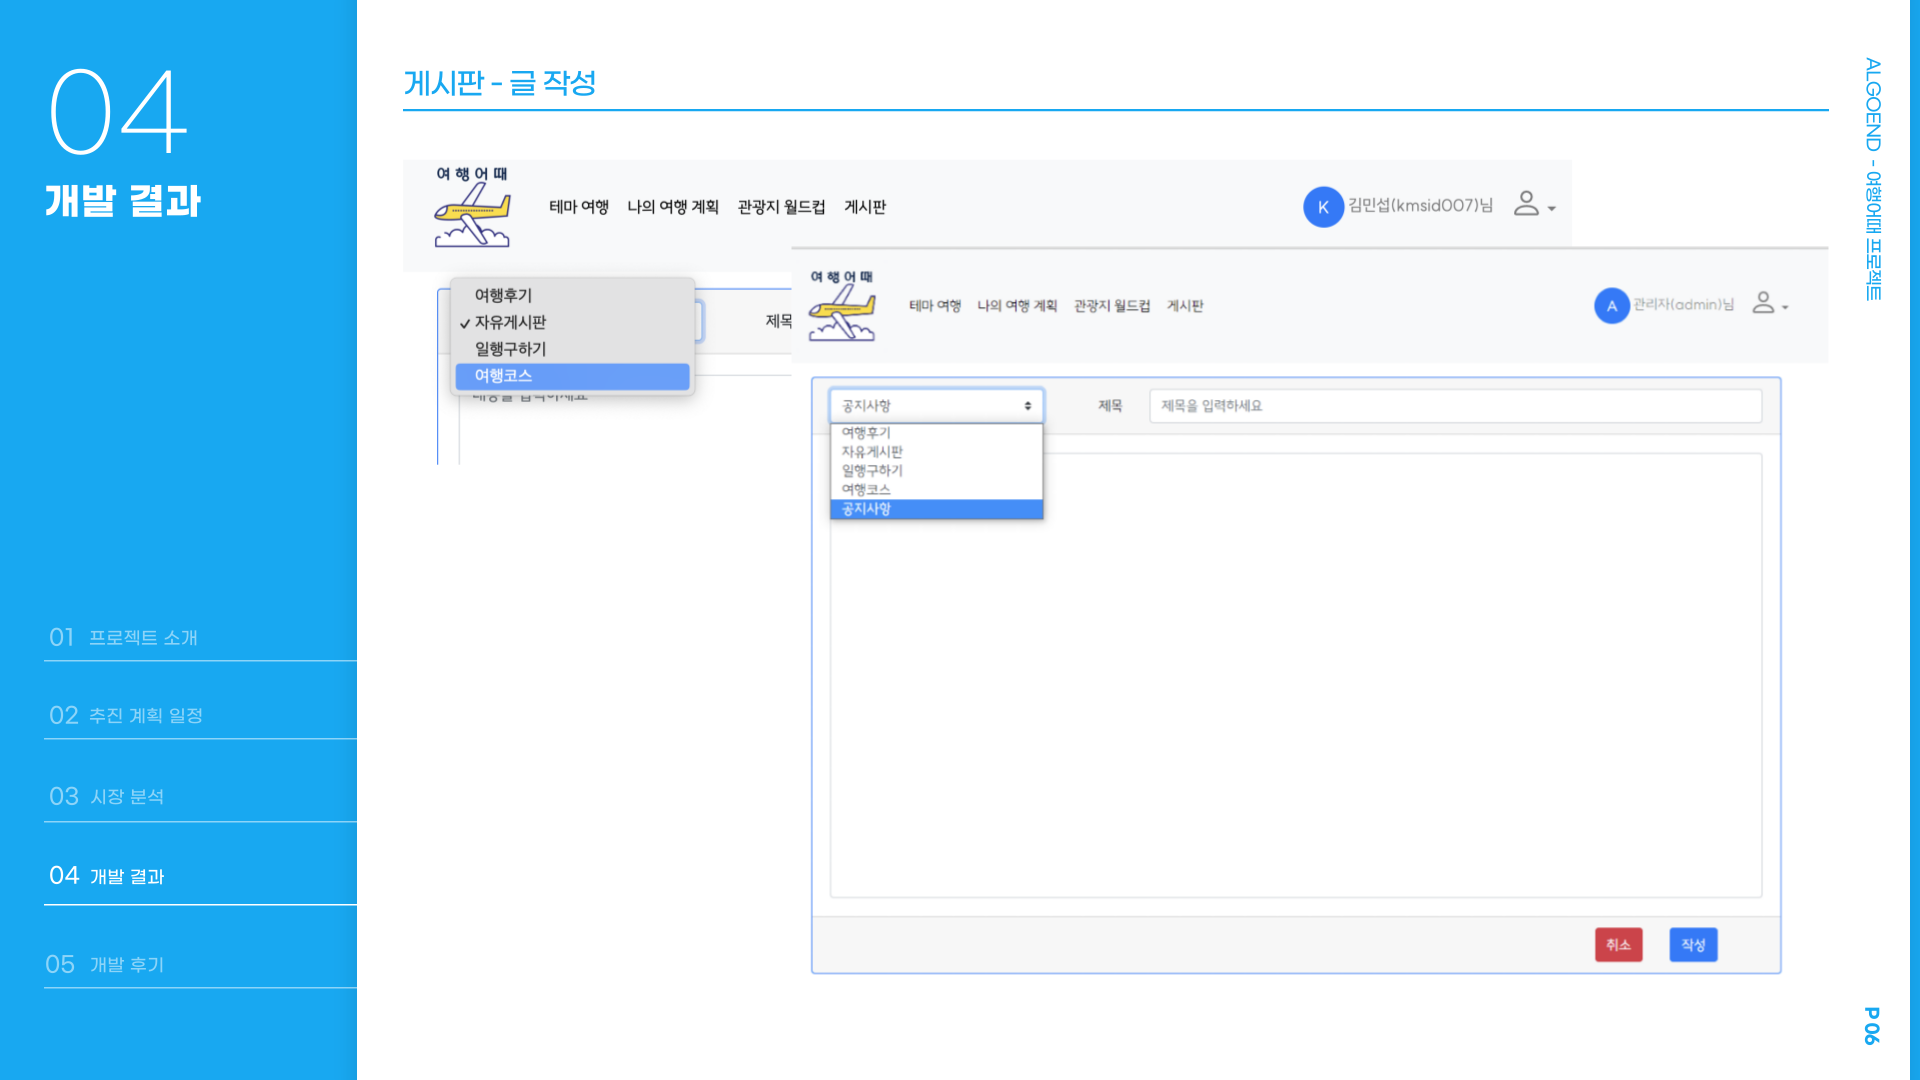 04
개발 결과
01 프로젝트 소개
02 추진 계획 일정
03 시장 분석
04 개발 결과
05 개발 후기
게시판 - 글 작성
여행어때
테마 여행 나의 여행 계획 관광지 월드컵 게시판
K 김민섭(kmsid007)님
여행후기
✓ 자유게시판
일행구하기
여행코스
제목
내용을 입력하세요
여행어때
테마 여행 나의 여행 계획 관광지 월드컵 게시판
A 관리자(admin)님
공지사항
제목 제목을 입력하세요
여행후기
자유게시판
일행구하기
여행코스
공지사항
취소 작성
ALGOEND - 여행어때 프로젝트
P 06